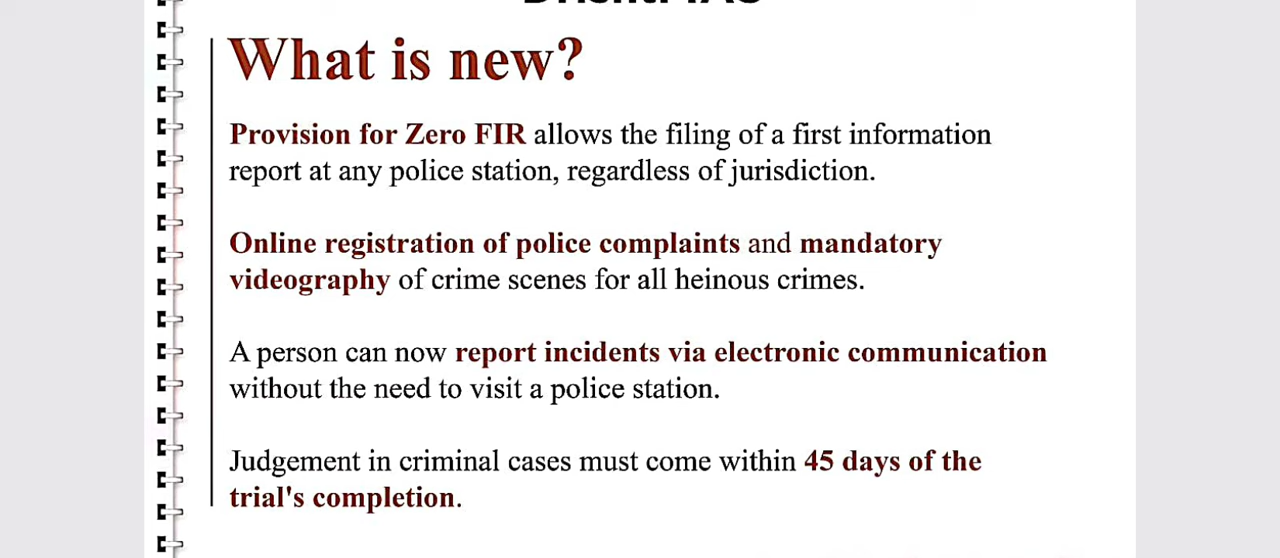 What is new?
Provision for Zero FIR allows the filing of a first information
report at any police station, regardless of jurisdiction.
Online registration of police complaints and mandatory
videography of crime scenes for all heinous crimes.
A person can now report incidents via electronic communication
without the need to visit a police station.
Judgement in criminal cases must come within 45 days of the
trial's completion.